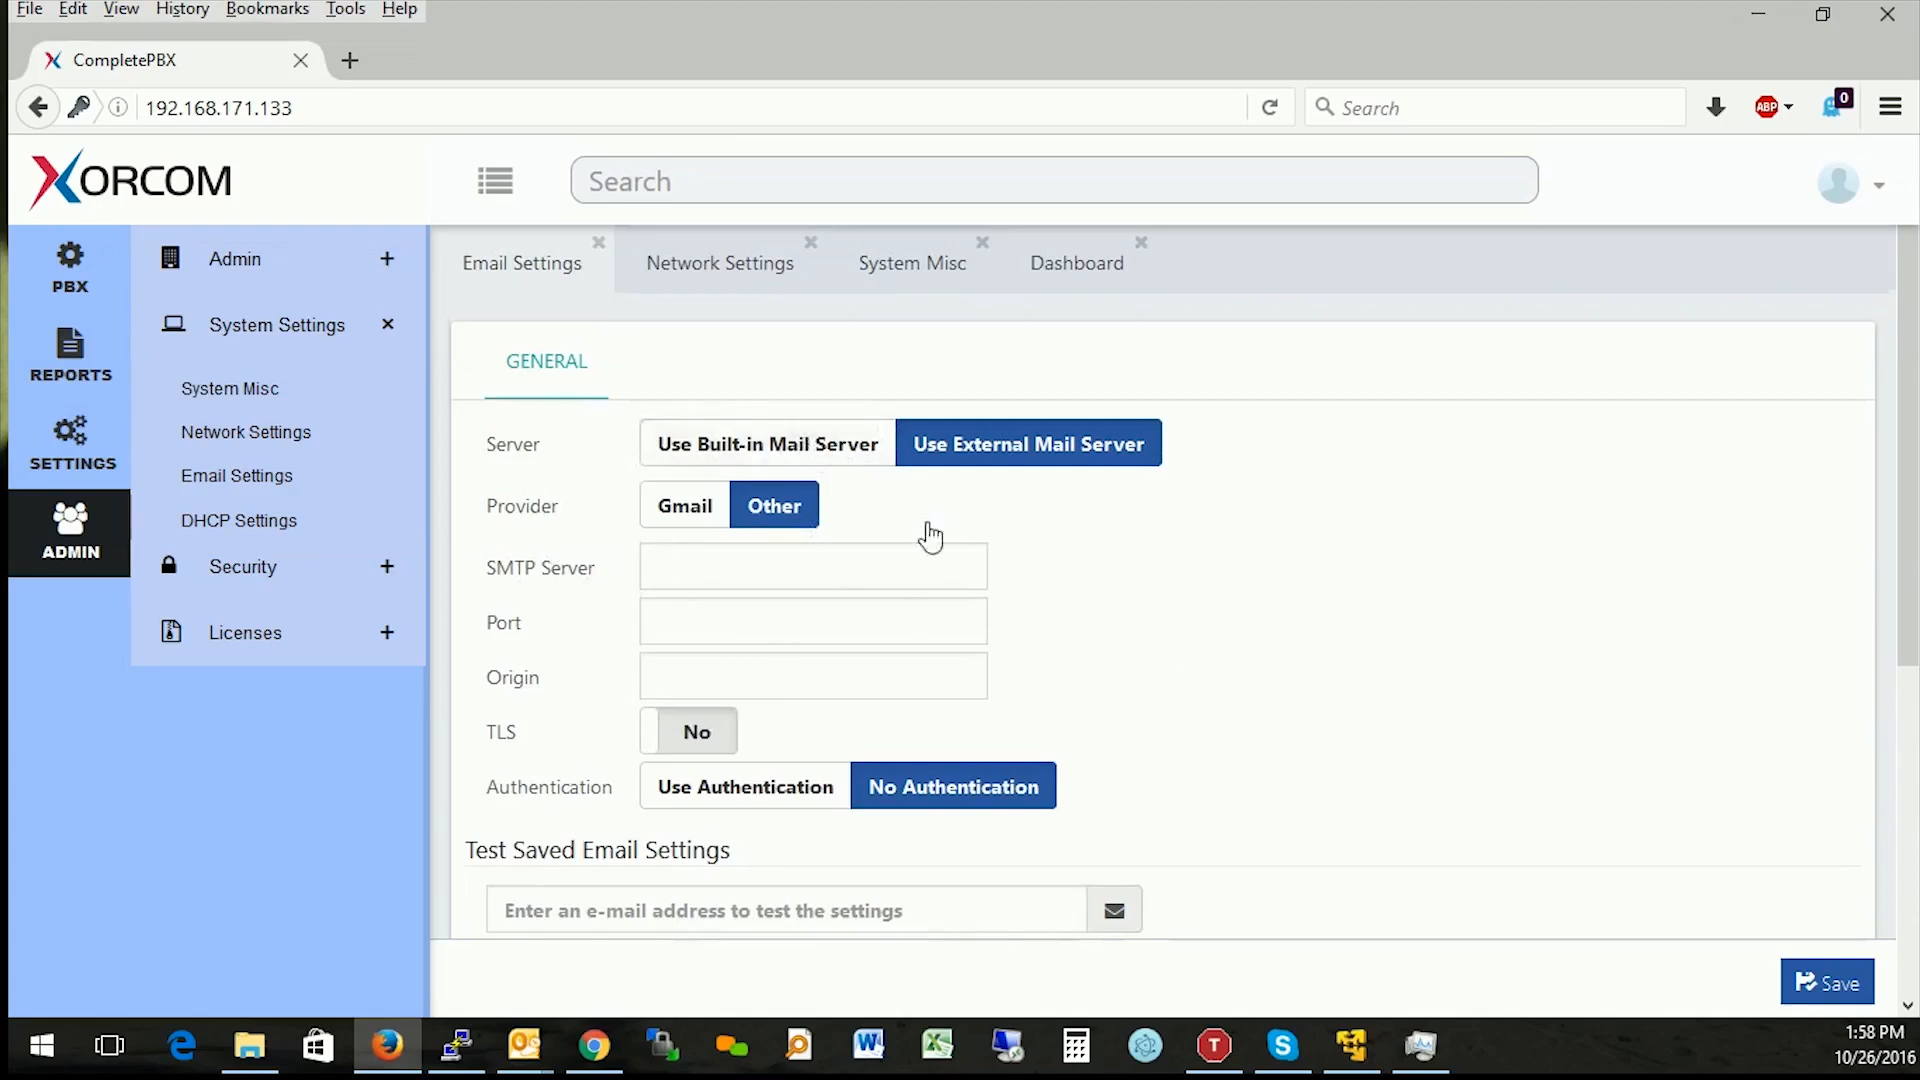 File Edit View History Bookmarks Tools Help
CompletePBX
192.168.171.133
Search
ABP
0
XORCOM
Search
PBX
REPORTS
SETTINGS
ADMIN
Admin
System Settings
System Misc
Network Settings
Email Settings
DHCP Settings
Security
Licenses
Email Settings Network Settings System Misc Dashboard
GENERAL
Server Use Built-in Mail Server Use External Mail Server
Provider Gmail Other
SMTP Server
Port
Origin
TLS No
Authentication Use Authentication No Authentication
Test Saved Email Settings
Enter an e-mail address to test the settings
Save
1:58 PM
10/26/2016